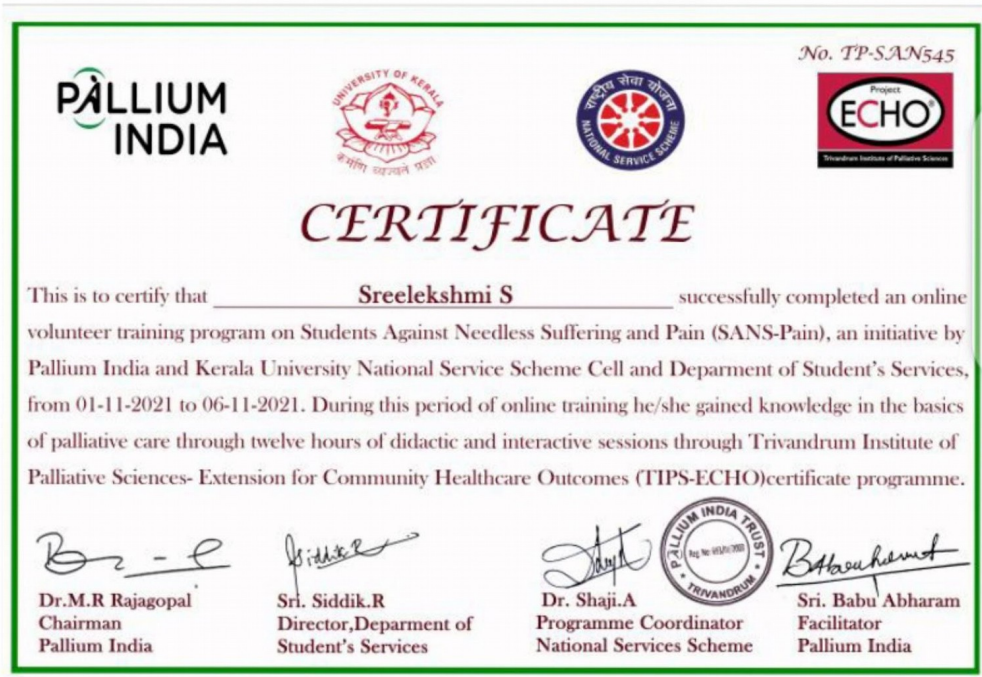 No. TP-SAN545
PALLIUM
INDIA
UNIVERSITY OF KERALA
कर्मणि व्यज्यते प्रज्ञा
राष्ट्रीय सेवा योजना
NATIONAL SERVICE SCHEME
Project
ECHO®
Trivandrum Institute of Palliative Sciences
CERTIFICATE
This is to certify that Sreelekshmi S successfully completed an online
volunteer training program on Students Against Needless Suffering and Pain (SANS-Pain), an initiative by
Pallium India and Kerala University National Service Scheme Cell and Deparment of Student's Services,
from 01-11-2021 to 06-11-2021. During this period of online training he/she gained knowledge in the basics
of palliative care through twelve hours of didactic and interactive sessions through Trivandrum Institute of
Palliative Sciences- Extension for Community Healthcare Outcomes (TIPS-ECHO)certificate programme.
Siddik R
PALLIUM INDIA TRUST
TRIVANDRUM
Dr.M.R Rajagopal
Chairman
Pallium India
Sri. Siddik.R
Director,Deparment of
Student's Services
Dr. Shaji.A
Programme Coordinator
National Services Scheme
Sri. Babu Abharam
Facilitator
Pallium India